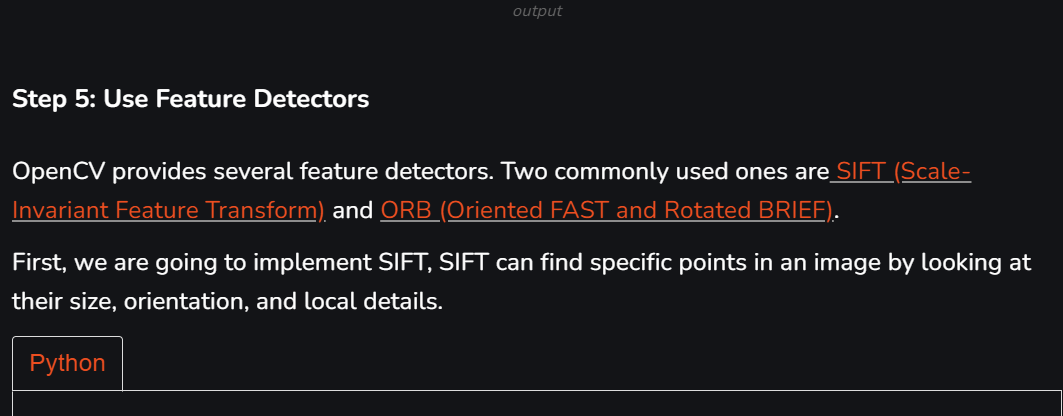 output
Step 5: Use Feature Detectors
OpenCV provides several feature detectors. Two commonly used ones are SIFT (Scale-
Invariant Feature Transform) and ORB (Oriented FAST and Rotated BRIEF).
First, we are going to implement SIFT, SIFT can find specific points in an image by looking at
their size, orientation, and local details.
Python